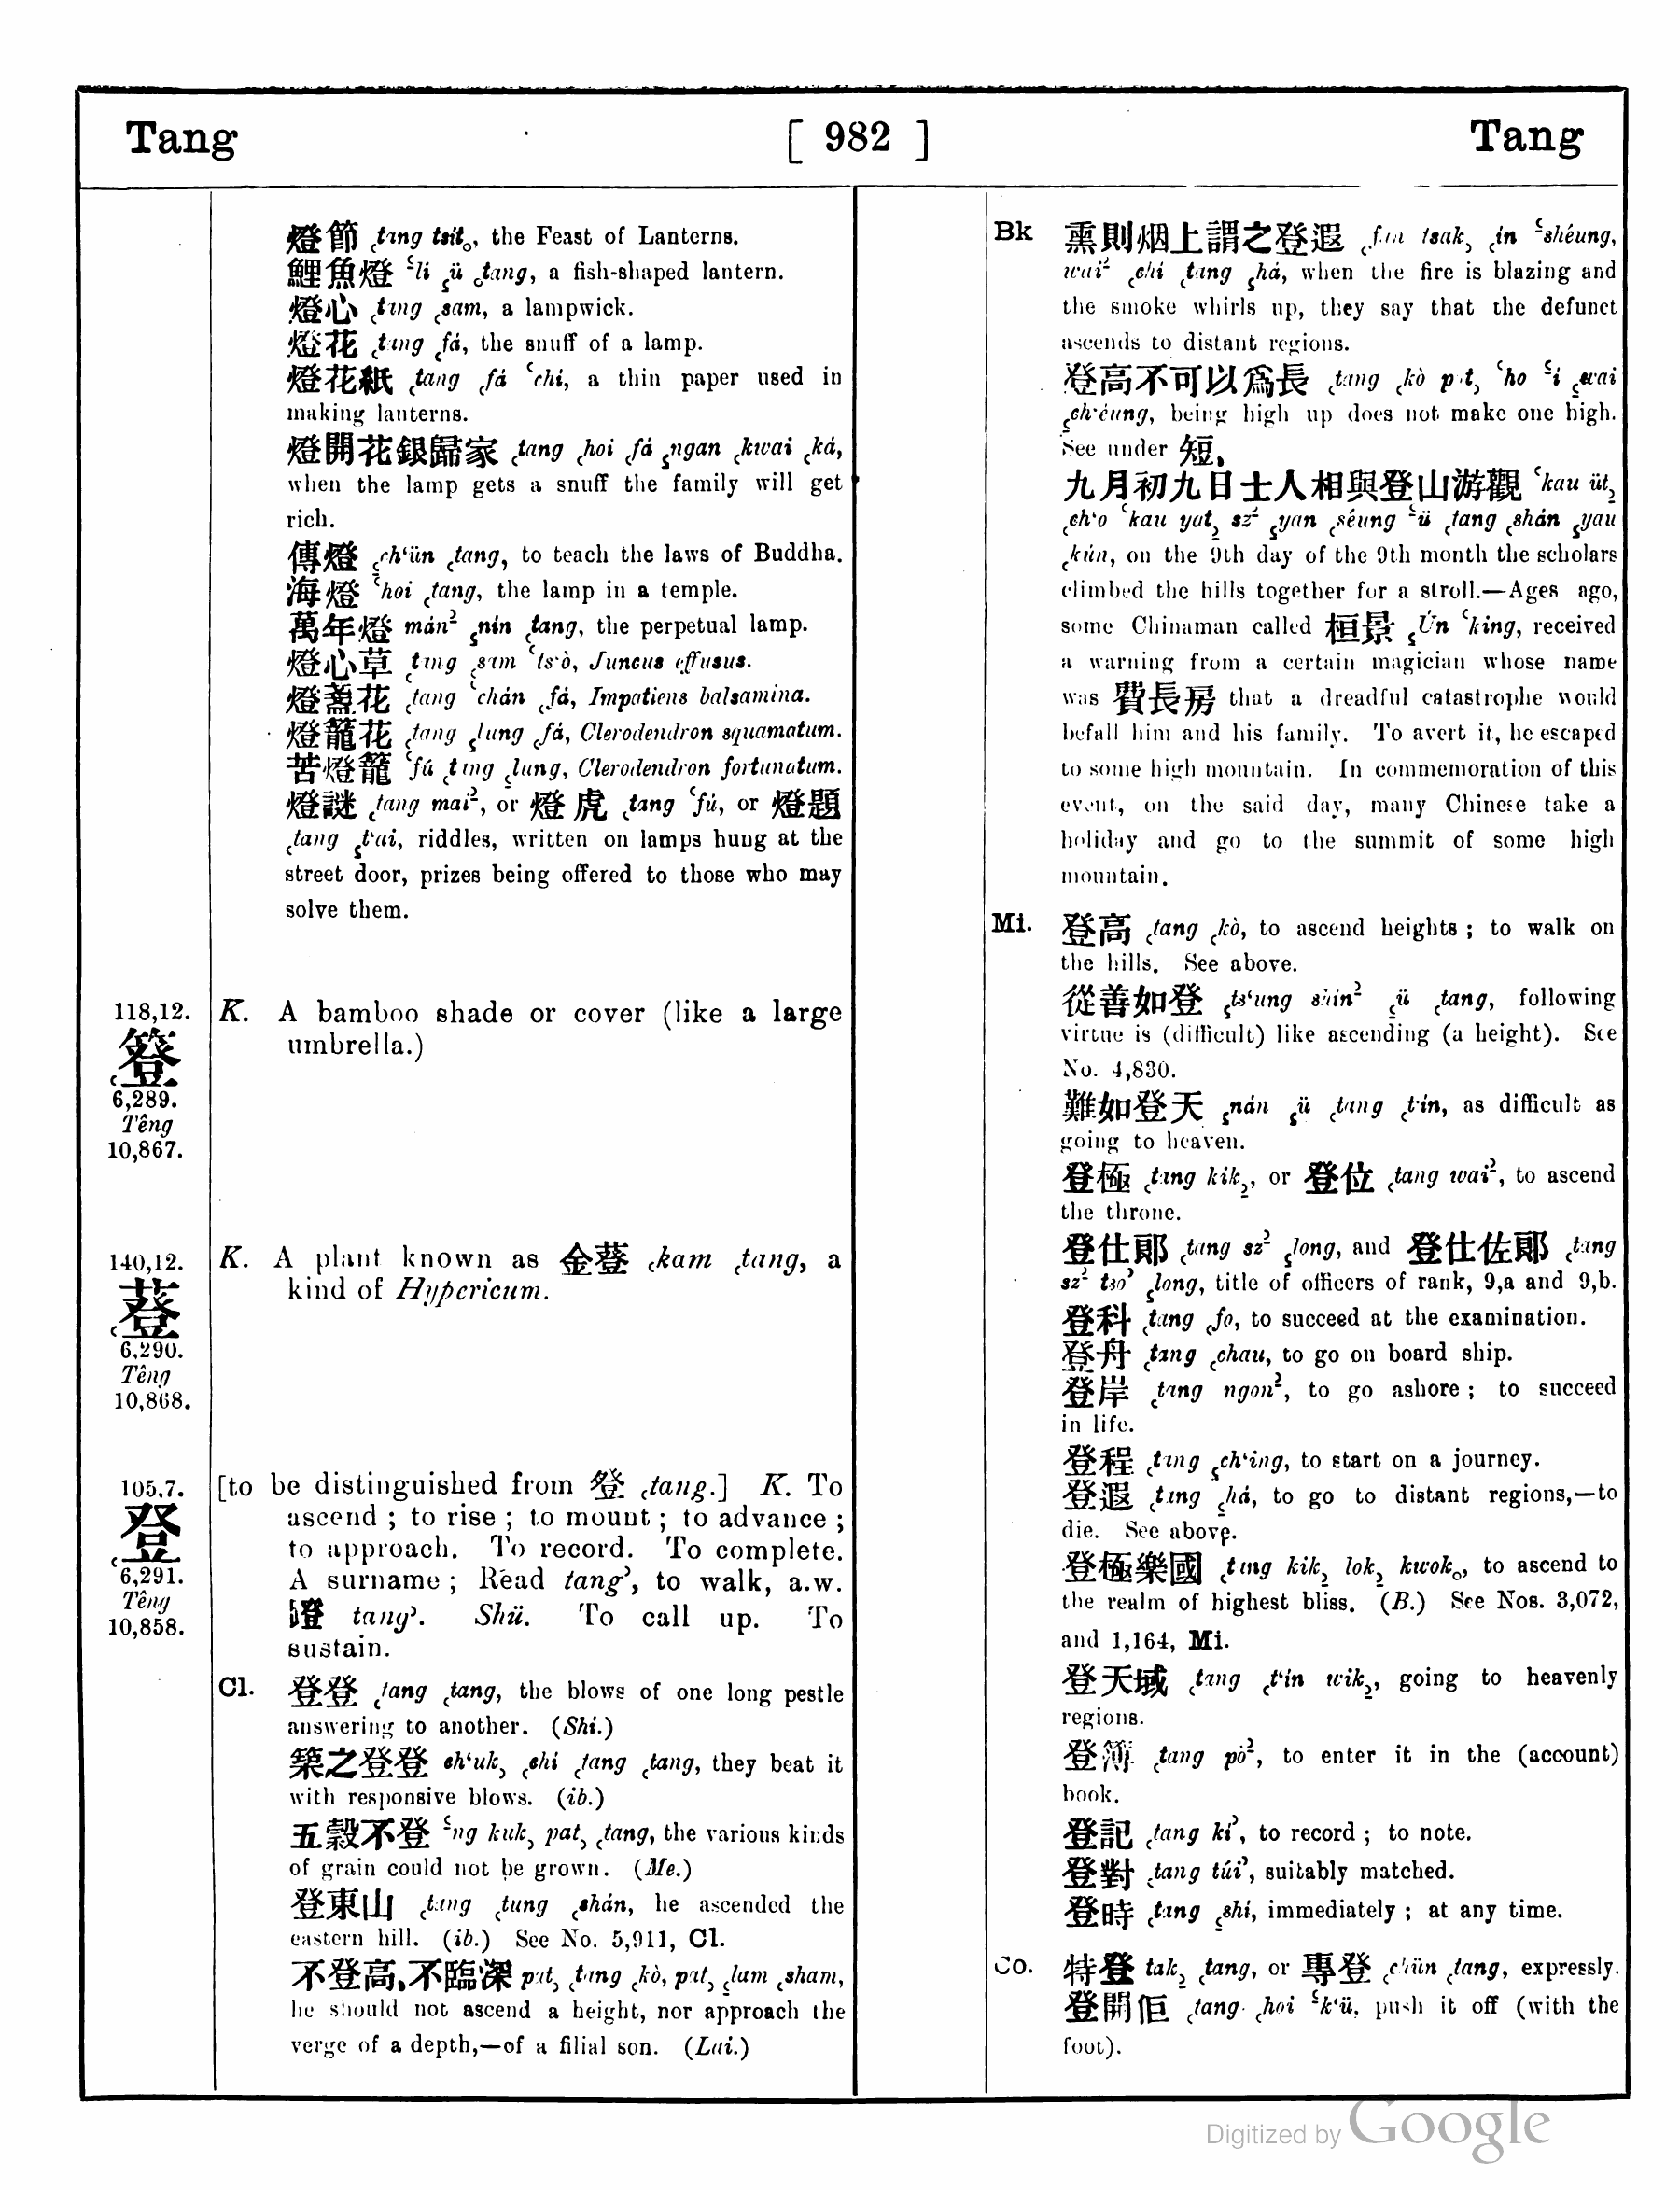 Tang [ 982 ] Tang
燈節 ꜀tang tsít₀, the Feast of Lanterns.
鯉魚燈 ꜂li ꜁ü ꜀tang, a fish-shaped lantern.
燈心 ꜀tang ꜀sam, a lampwick.
燈花 ꜀tang ꜀fá, the snuff of a lamp.
燈花紙 ꜀tang ꜀fá ꜂chí, a thin paper used in
making lanterns.
燈開花銀歸家 ꜀tang ꜀hoi ꜀fá ꜁ngan ꜀kwai ꜀ká,
when the lamp gets a snuff the family will get
rich.
傳燈 ꜁ch‘ün ꜀tang, to teach the laws of Buddha.
海燈 ꜂hoi ꜀tang, the lamp in a temple.
萬年燈 mán² ꜁nín ꜀tang, the perpetual lamp.
燈心草 ꜀tang ꜀sam ꜂ts‘ò, Juncus effusus.
燈盞花 ꜀tang ꜂chán ꜀fá, Impatiens balsamina.
燈籠花 ꜀tang ꜁lung ꜀fá, Clerodendron squamatum.
苦燈籠 ꜂fú ꜀tang ꜁lung, Clerodendron fortunatum.
燈謎 ꜀tang mai², or 燈虎 ꜀tang ꜂fú, or 燈題
꜀tang ꜁t‘ai, riddles, written on lamps hung at the
street door, prizes being offered to those who may
solve them.
118,12.
簦
6,289.
Têng
10,867.
K. A bamboo shade or cover (like a large
umbrella.)
140,12.
䔲
6,290.
Têng
10,868.
K. A plant known as 金䔲 ꜀kam ꜀tang, a
kind of Hypericum.
105,7.
登
6,291.
Têng
10,858.
[to be distinguished from 豋 ꜀tang.] K. To
ascend ; to rise ; to mount ; to advance ;
to approach. To record. To complete.
A surname ; Read tang꜄, to walk, a.w.
tang꜄. Shü. To call up. To
sustain.
Cl. 登登 ꜀tang ꜀tang, the blows of one long pestle
answering to another. (Shi.)
築之登登 ch‘uk꜆ ꜀chi ꜀tang ꜀tang, they beat it
with responsive blows. (ib.)
五穀不登 ꜂ng kuk꜆ pat꜆ ꜀tang, the various kinds
of grain could not be grown. (Me.)
登東山 ꜀tang ꜀tung ꜀shán, he ascended the
eastern hill. (ib.) See No. 5,911, Cl.
不登高,不臨深 pat꜆ ꜀tang ꜀kò, pat꜆ ꜁lam ꜀sham,
he should not ascend a height, nor approach the
verge of a depth,—of a filial son. (Lai.)
Bk 熏則烟上謂之登遐 ꜀fan tsak꜆ ꜀in ꜂shéung,
wai² ꜀chi ꜀tang ꜁há, when the fire is blazing and
the smoke whirls up, they say that the defunct
ascends to distant regions.
登高不可以爲長 ꜀tang ꜀kò pat꜆ ꜂ho ꜂i ꜁wai
꜁ch‘éung, being high up does not make one high.
See under 短.
九月初九日士人相與登山游觀 ꜂kau üt꜇
꜀ch‘o ꜂kau yat꜇ sz² ꜁yan ꜀séung ꜂ü ꜀tang ꜀shán ꜁yau
꜀kún, on the 9th day of the 9th month the scholars
climbed the hills together for a stroll.—Ages ago,
some Chinaman called 桓景 ꜁Ún ꜂king, received
a warning from a certain magician whose name
was 費長房 that a dreadful catastrophe would
befall him and his family. To avert it, he escaped
to some high mountain. In commemoration of this
event, on the said day, many Chinese take a
holiday and go to the summit of some high
mountain.
Mi. 登高 ꜀tang ꜀kò, to ascend heights ; to walk on
the hills. See above.
從善如登 ꜁ts‘ung shin² ꜁ü ꜀tang, following
virtue is (difficult) like ascending (a height). See
No. 4,830.
難如登天 ꜁nán ꜁ü ꜀tang ꜀t‘in, as difficult as
going to heaven.
登極 ꜀tang kik꜇, or 登位 ꜀tang wai², to ascend
the throne.
登仕郞 ꜀tang sz² ꜁long, and 登仕佐郞 ꜀tang
sz² tso꜄ ꜁long, title of officers of rank, 9,a and 9,b.
登科 ꜀tang ꜀fo, to succeed at the examination.
登舟 ꜀tang ꜀chau, to go on board ship.
登岸 ꜀tang ngon², to go ashore ; to succeed
in life.
登程 ꜀tang ꜁ch‘ing, to start on a journey.
登遐 ꜀tang ꜁há, to go to distant regions,—to
die. See above.
登極樂國 ꜀tang kik꜇ lok꜇ kwok₀, to ascend to
the realm of highest bliss. (B.) See Nos. 3,072,
and 1,164, Mi.
登天域 ꜀tang ꜀t‘in wik꜇, going to heavenly
regions.
登簿 ꜀tang pò², to enter it in the (account)
book.
登記 ꜀tang kí꜄, to record ; to note.
登對 ꜀tang túi꜄, suitably matched.
登時 ꜀tang ꜁shí, immediately ; at any time.
Co. 特登 tak꜇ ꜀tang, or 專登 ꜀chün ꜀tang, expressly.
登開佢 ꜀tang ꜀hoi ꜂k‘ü, push it off (with the
foot).
Digitized by Google